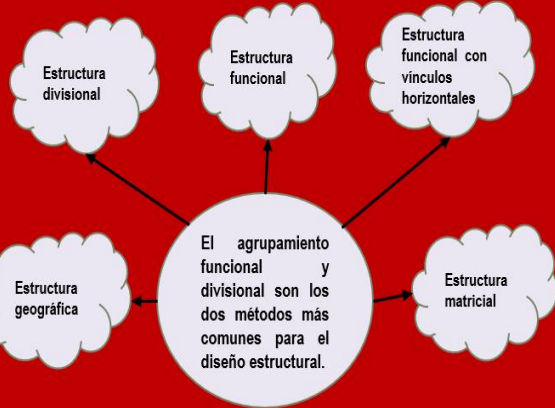 Estructura
divisional
Estructura
funcional
Estructura
funcional con
vínculos
horizontales
Estructura
geográfica
El agrupamiento
funcional y
divisional son los
dos métodos más
comunes para el
diseño estructural.
Estructura
matricial